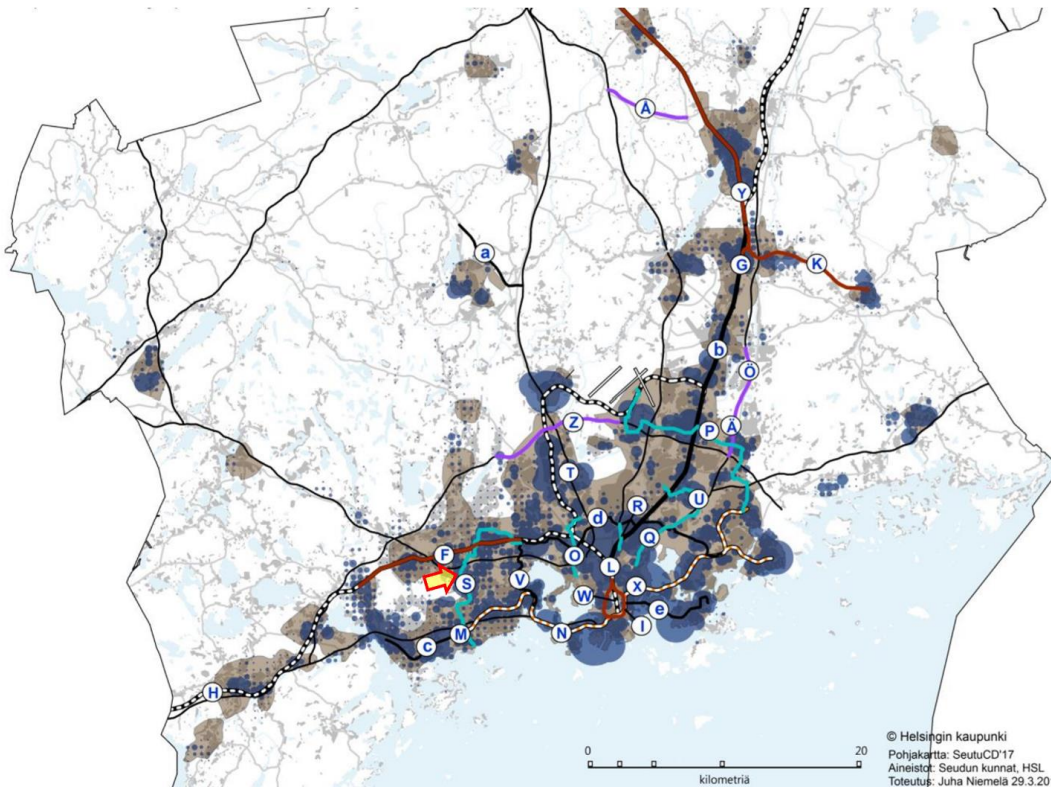 Å
Y
a
G
K
b
Ö
Z
P
Ä
T
R
U
d
F
O
Q
L
S
V
W
X
e
I
M
N
c
H
0
20
kilometriä
© Helsingin kaupunki
Pohjakartta: SeutuCD'17
Aineistot: Seudun kunnat, HSL
Toteutus: Juha Niemelä 29.3.20